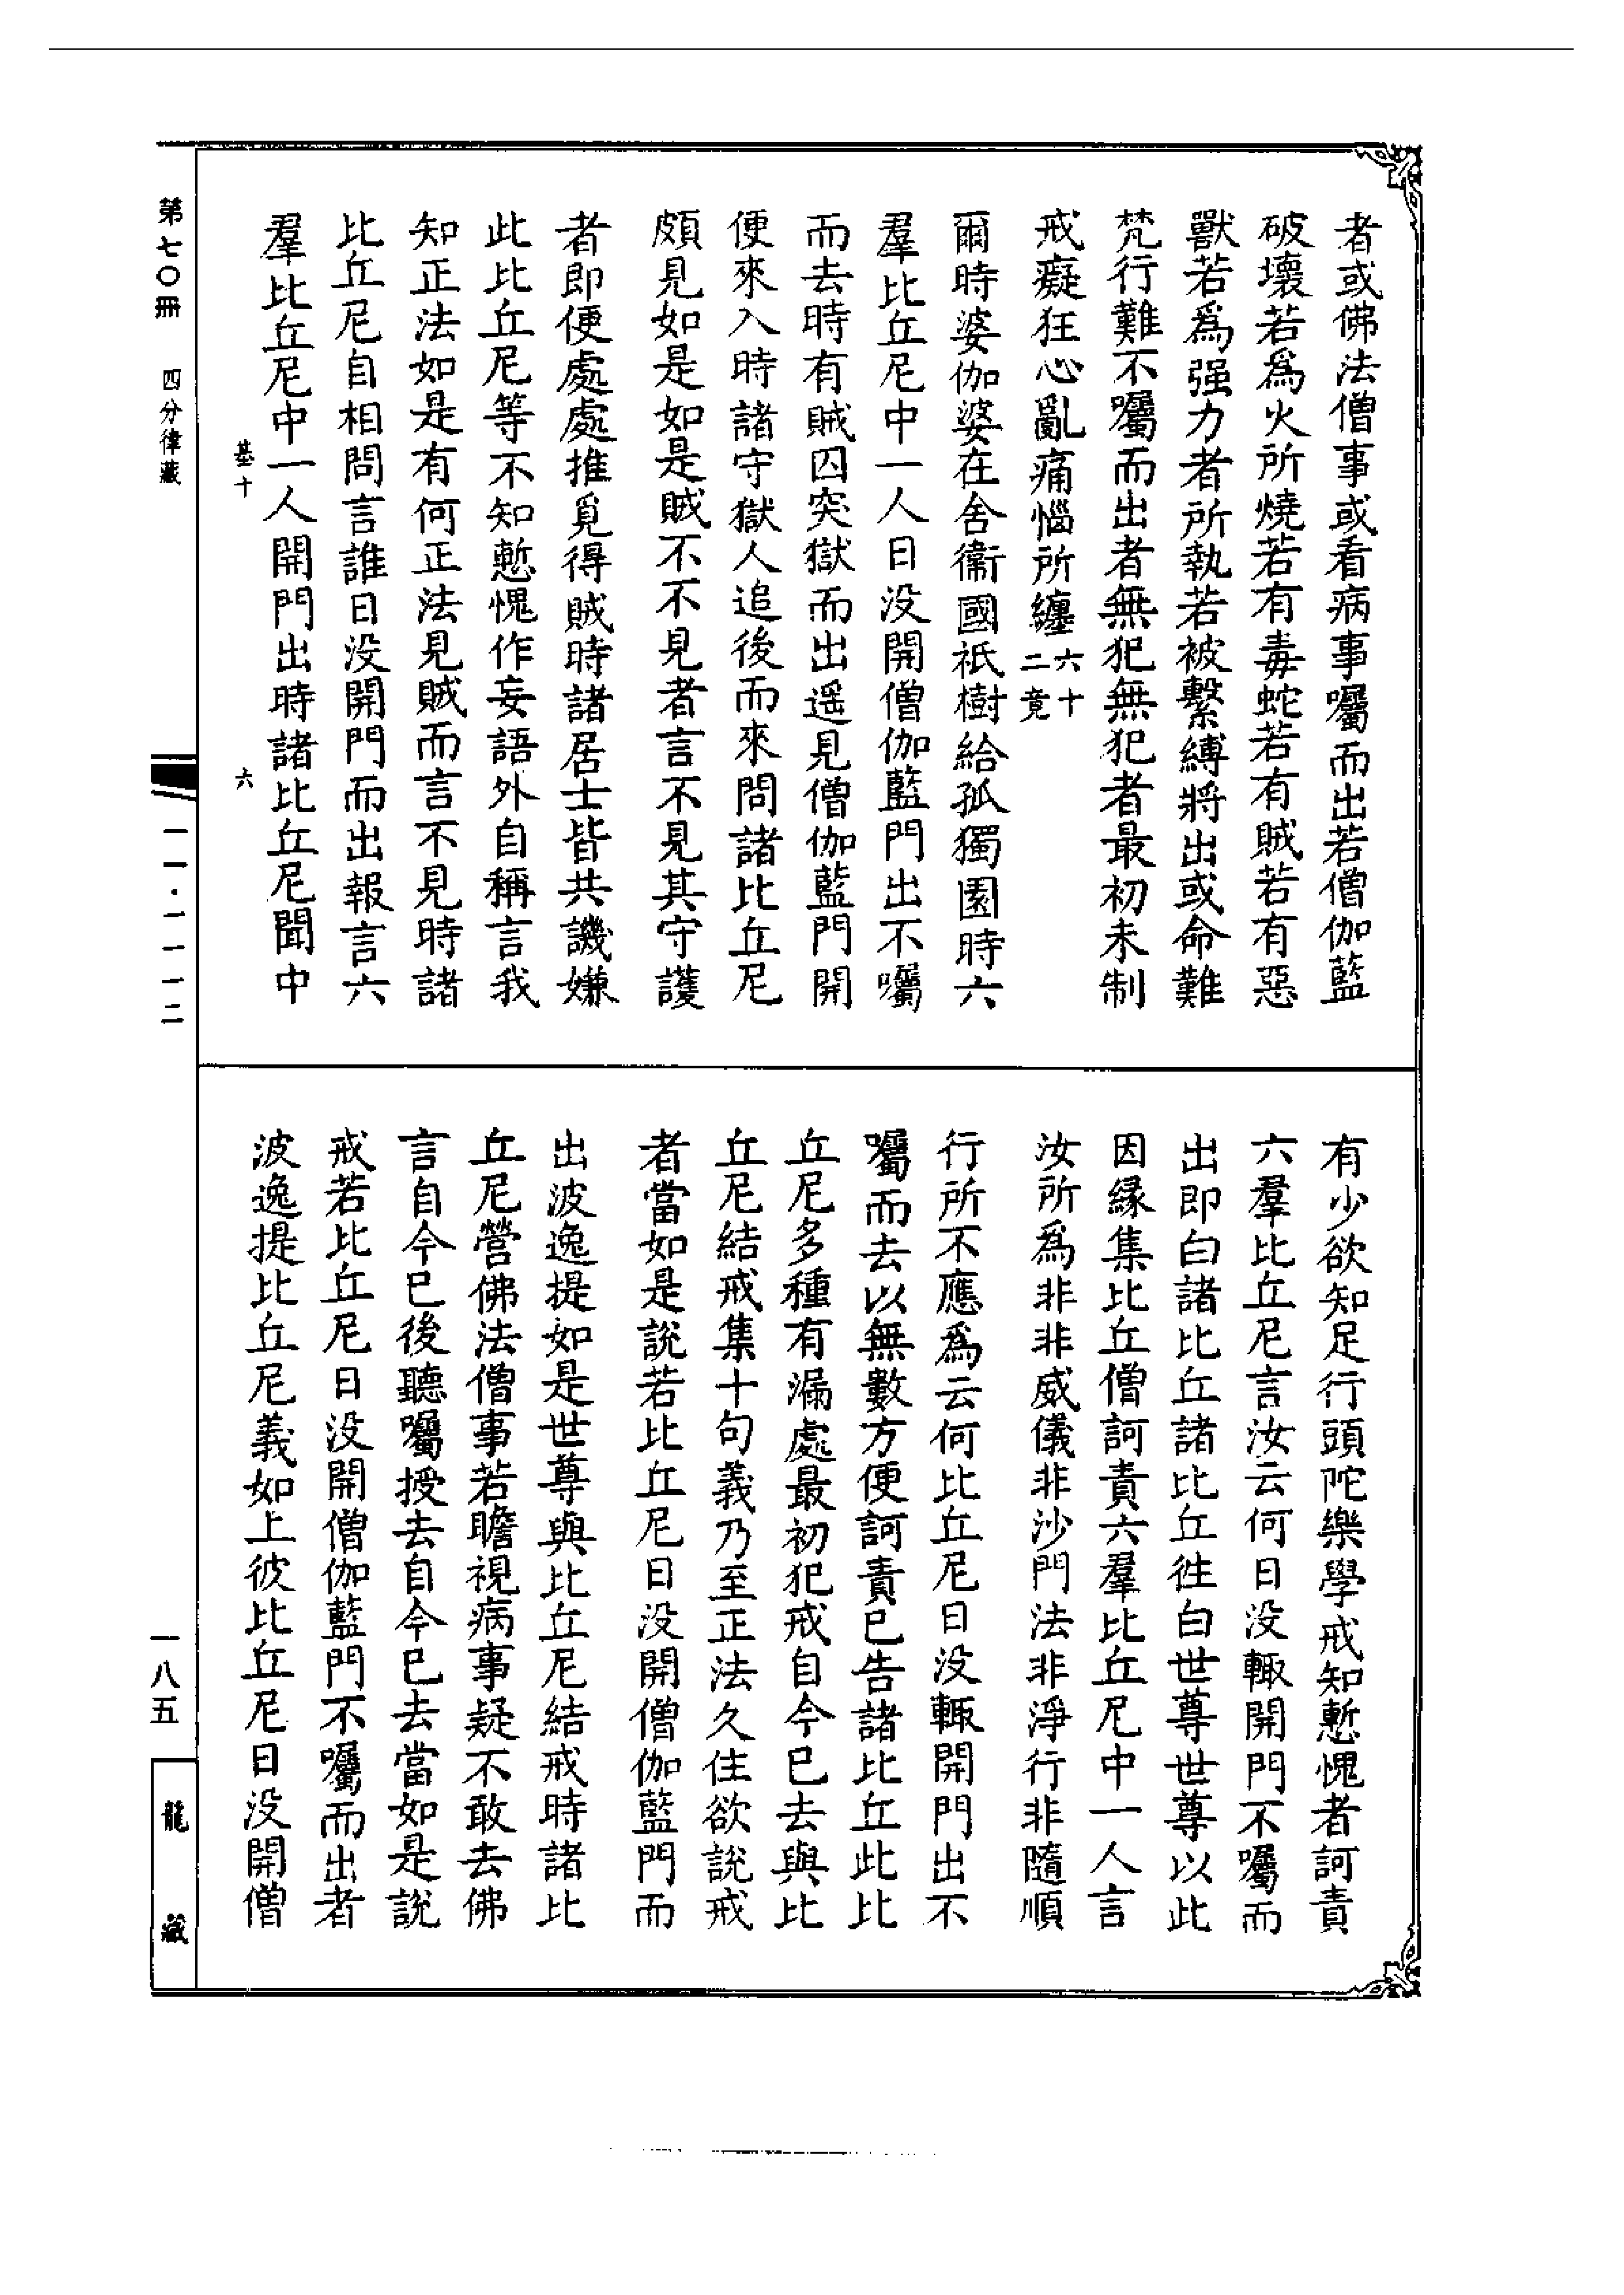 者或佛法僧事或看病事囑而出若僧伽藍
破壞若爲火所燒若有毒蛇若有賊若有惡
獸若爲强力者所執若被繫縛將出或命難
梵行難不囑而出者無犯無犯者最初未制
戒癡狂心亂痛惱所纏六十二竟
爾時婆伽婆在舍衞國祇樹給孤獨園時六
羣比丘尼中一人日没開僧伽藍門出不囑
而去時有賊囚突獄而出遥見僧伽藍門開
便來入時諸守獄人追後而來問諸比丘尼
頗見如是如是賊不不見者言不見其守護
者即便處處推覓得賊時諸居士皆共譏嫌
此比丘尼等不知慙愧作妄語外自稱言我
知正法如是有何正法見賊而言不見時諸
比丘尼自相問言誰日没開門而出報言六
羣比丘尼中一人開門出時諸比丘尼聞中
有少欲知足行頭陀樂學戒知慙愧者訶責
六羣比丘尼言汝云何日没輙開門不囑而
出即白諸比丘諸比丘徃白世尊世尊以此
因緣集比丘僧訶責六羣比丘尼中一人言
汝所爲非非威儀非沙門法非淨行非隨順
行所不應爲云何比丘尼日没輙開門出不
囑而去以無數方便訶責已告諸比丘此比
丘尼多種有漏處最初犯戒自今已去與比
丘尼結戒集十句義乃至正法久住欲說戒
者當如是說若比丘尼日没開僧伽藍門而
出波逸提如是世尊與比丘尼結戒時諸比
丘尼營佛法僧事若瞻視病事疑不敢去佛
言自今已後聽囑授去自今已去當如是說
戒若比丘尼日没開僧伽藍門不囑而出者
波逸提比丘尼義如上彼比丘尼日没開僧
基十 六
第七〇冊 四分律藏
一一·一一一二
一八五
龍藏